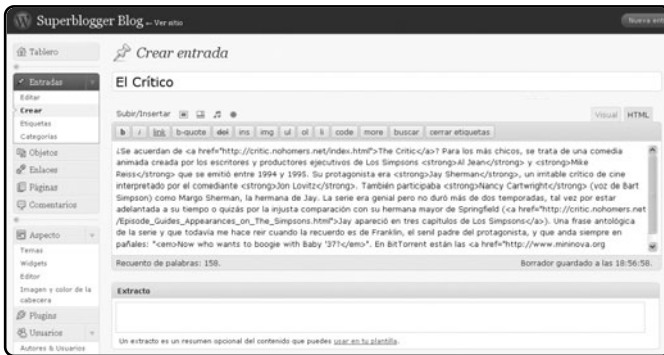 Superblogger Blog ← Ver sitio
Nueva ent
Tablero
Crear entrada
Entradas
Editar
Crear
Etiquetas
Categorías
Objetos
Enlaces
Páginas
Comentarios
Aspecto
Temas
Widgets
Editor
Imagen y color de la
cabecera
Plugins
Usuarios
Autores & Usuarios
El Crítico
Subir/Insertar
Visual HTML
b i link b-quote del ins img ul ol li code more buscar cerrar etiquetas
¿Se acuerdan de <a href="http://critic.nohomers.net/index.html">The Critic</a>? Para los más chicos, se trata de una comedia
animada creada por los escritores y productores ejecutivos de Los Simpsons <strong>Al Jean</strong> y <strong>Mike
Reiss</strong> que se emitió entre 1994 y 1995. Su protagonista era <strong>Jay Sherman</strong>, un irritable crítico de cine
interpretado por el comediante <strong>Jon Lovitz</strong>. También participaba <strong>Nancy Cartwright</strong> (voz de Bart
Simpson) como Margo Sherman, la hermana de Jay. La serie era genial pero no duró más de dos temporadas, tal vez por estar
adelantada a su tiempo o quizás por la injusta comparación con su hermana mayor de Springfield (<a href="http://critic.nohomers.net
/Episode_Guides_Appearances_on_The_Simpsons.html">Jay apareció en tres capítulos de Los Simpsons</a>). Una frase antológica
de la serie y que todavía me hace reir cuando la recuerdo es de Franklin, el senil padre del protagonista, y que anda siempre en
pañales: "<em>Now who wants to boogie with Baby '37?</em>". En BitTorrent están las <a href="http://www.mininova.org
Recuento de palabras: 158.
Borrador guardado a las 18:56:58.
Extracto
Un extracto es un resumen opcional del contenido que puedes usar en tu plantilla.